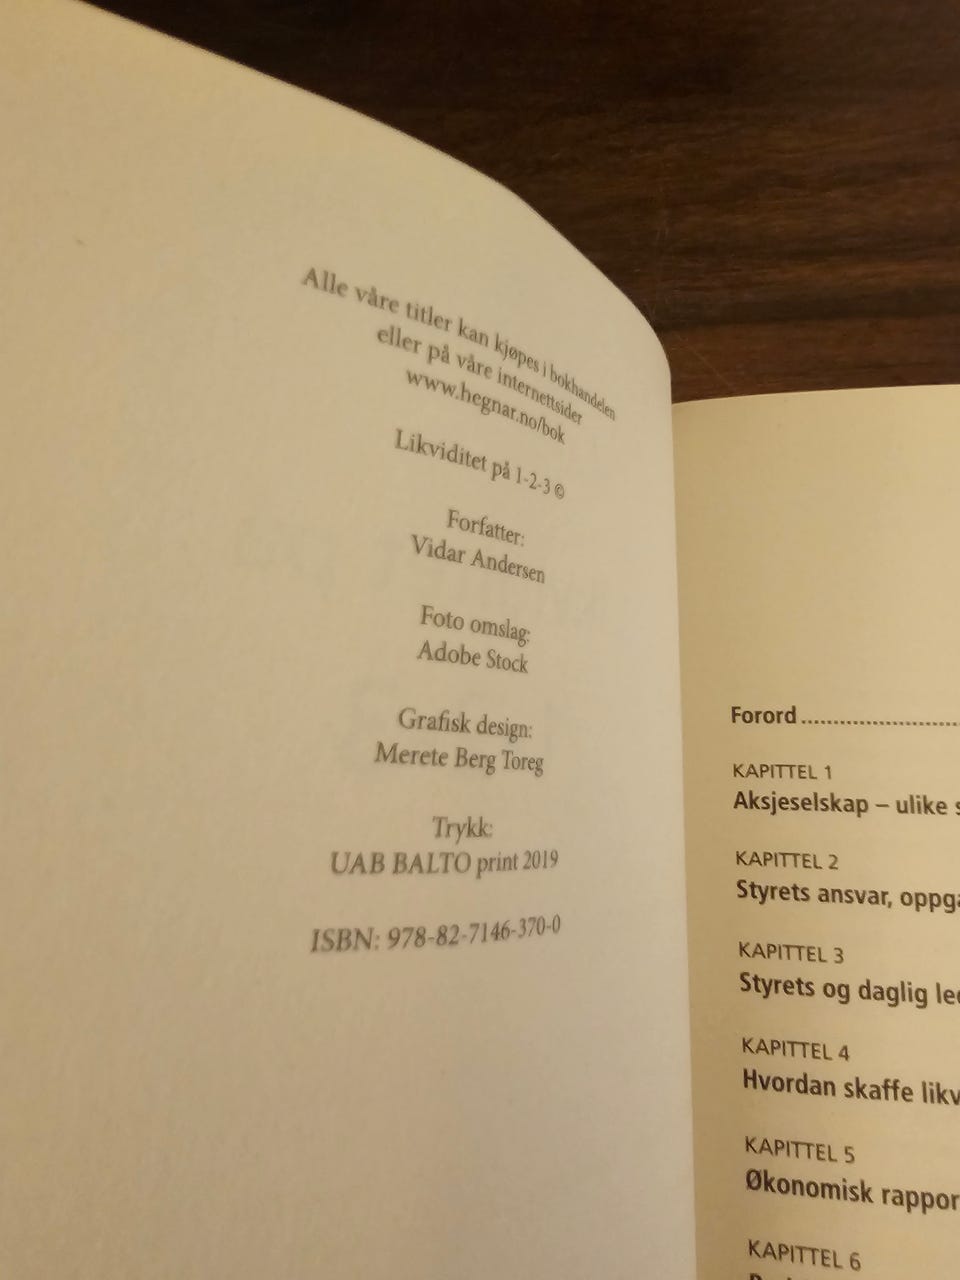 Alle våre titler kan kjøpes i bokhandelen
eller på våre internettsider
www.hegnar.no/bok
Likviditet på 1-2-3 ©
Forfatter:
Vidar Andersen
Foto omslag:
Adobe Stock
Grafisk design:
Merete Berg Toreg
Trykk:
UAB BALTO print 2019
ISBN: 978-82-7146-370-0
Forord ........................
KAPITTEL 1
Aksjeselskap – ulike
KAPITTEL 2
Styrets ansvar,
KAPITTEL 3
Styrets og daglig
KAPITTEL 4
Hvordan skaffe
KAPITTEL 5
Økonomisk
KAPITTEL 6